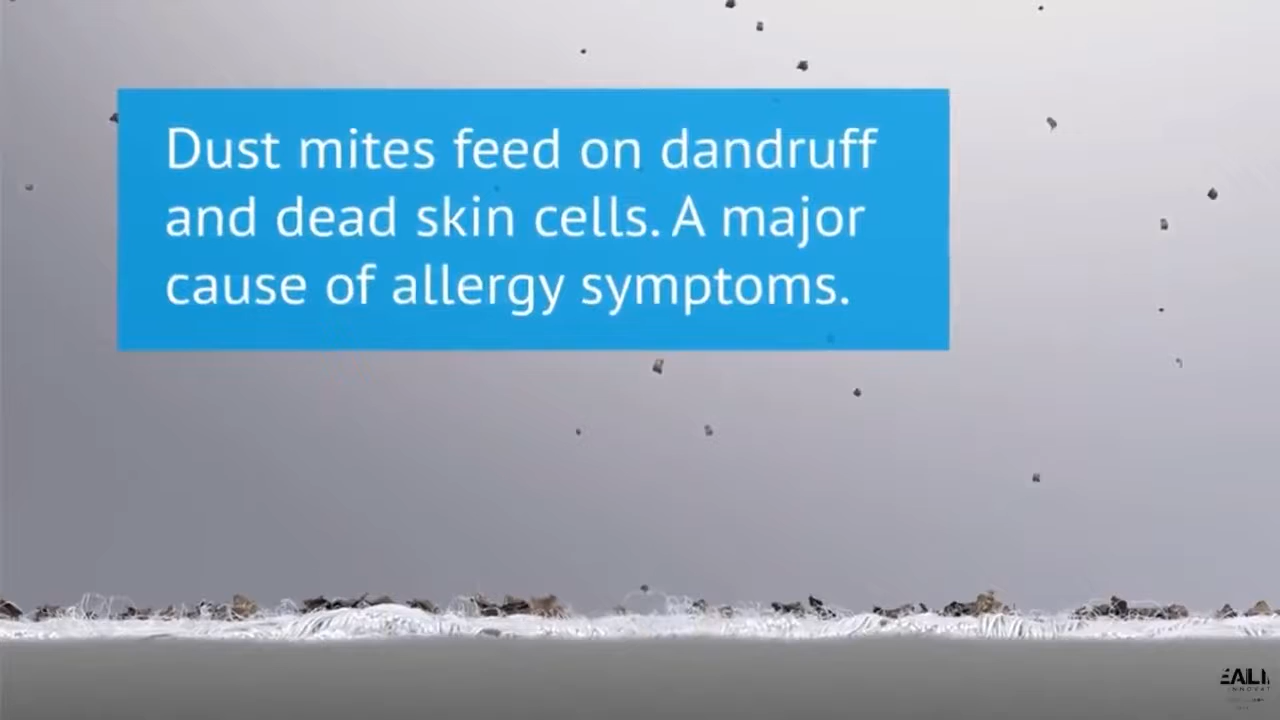 Dust mites feed on dandruff
and dead skin cells. A major
cause of allergy symptoms.